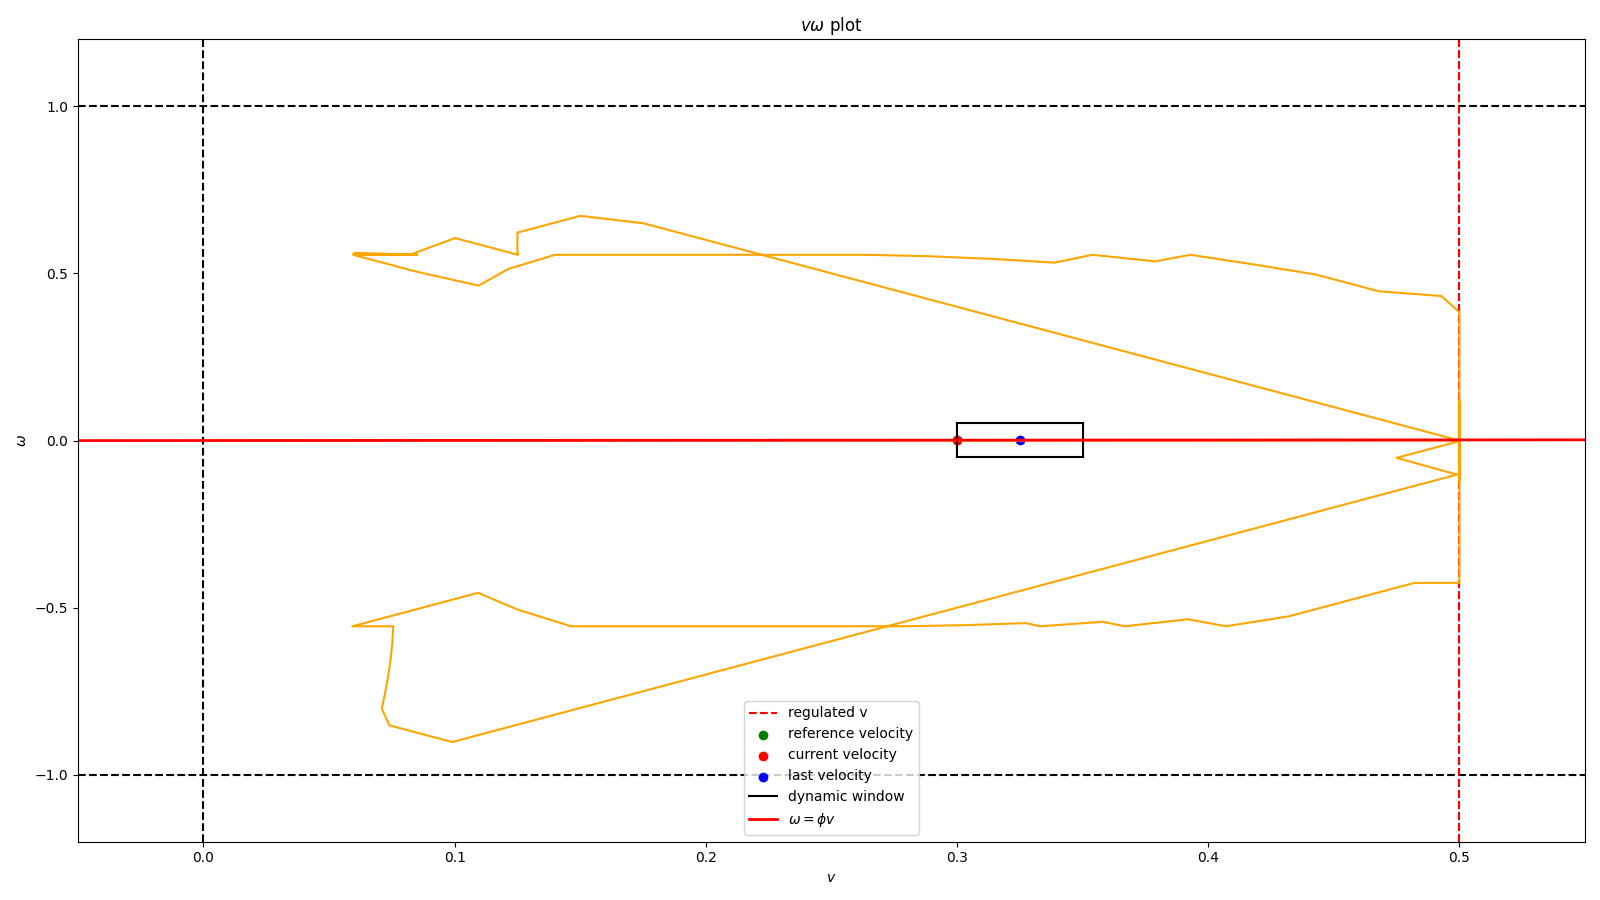 vω plot
ω
1.0
0.5
0.0
−0.5
−1.0
regulated v
reference velocity
current velocity
last velocity
dynamic window
ω = ϕv
0.0 0.1 0.2 0.3 0.4 0.5
v